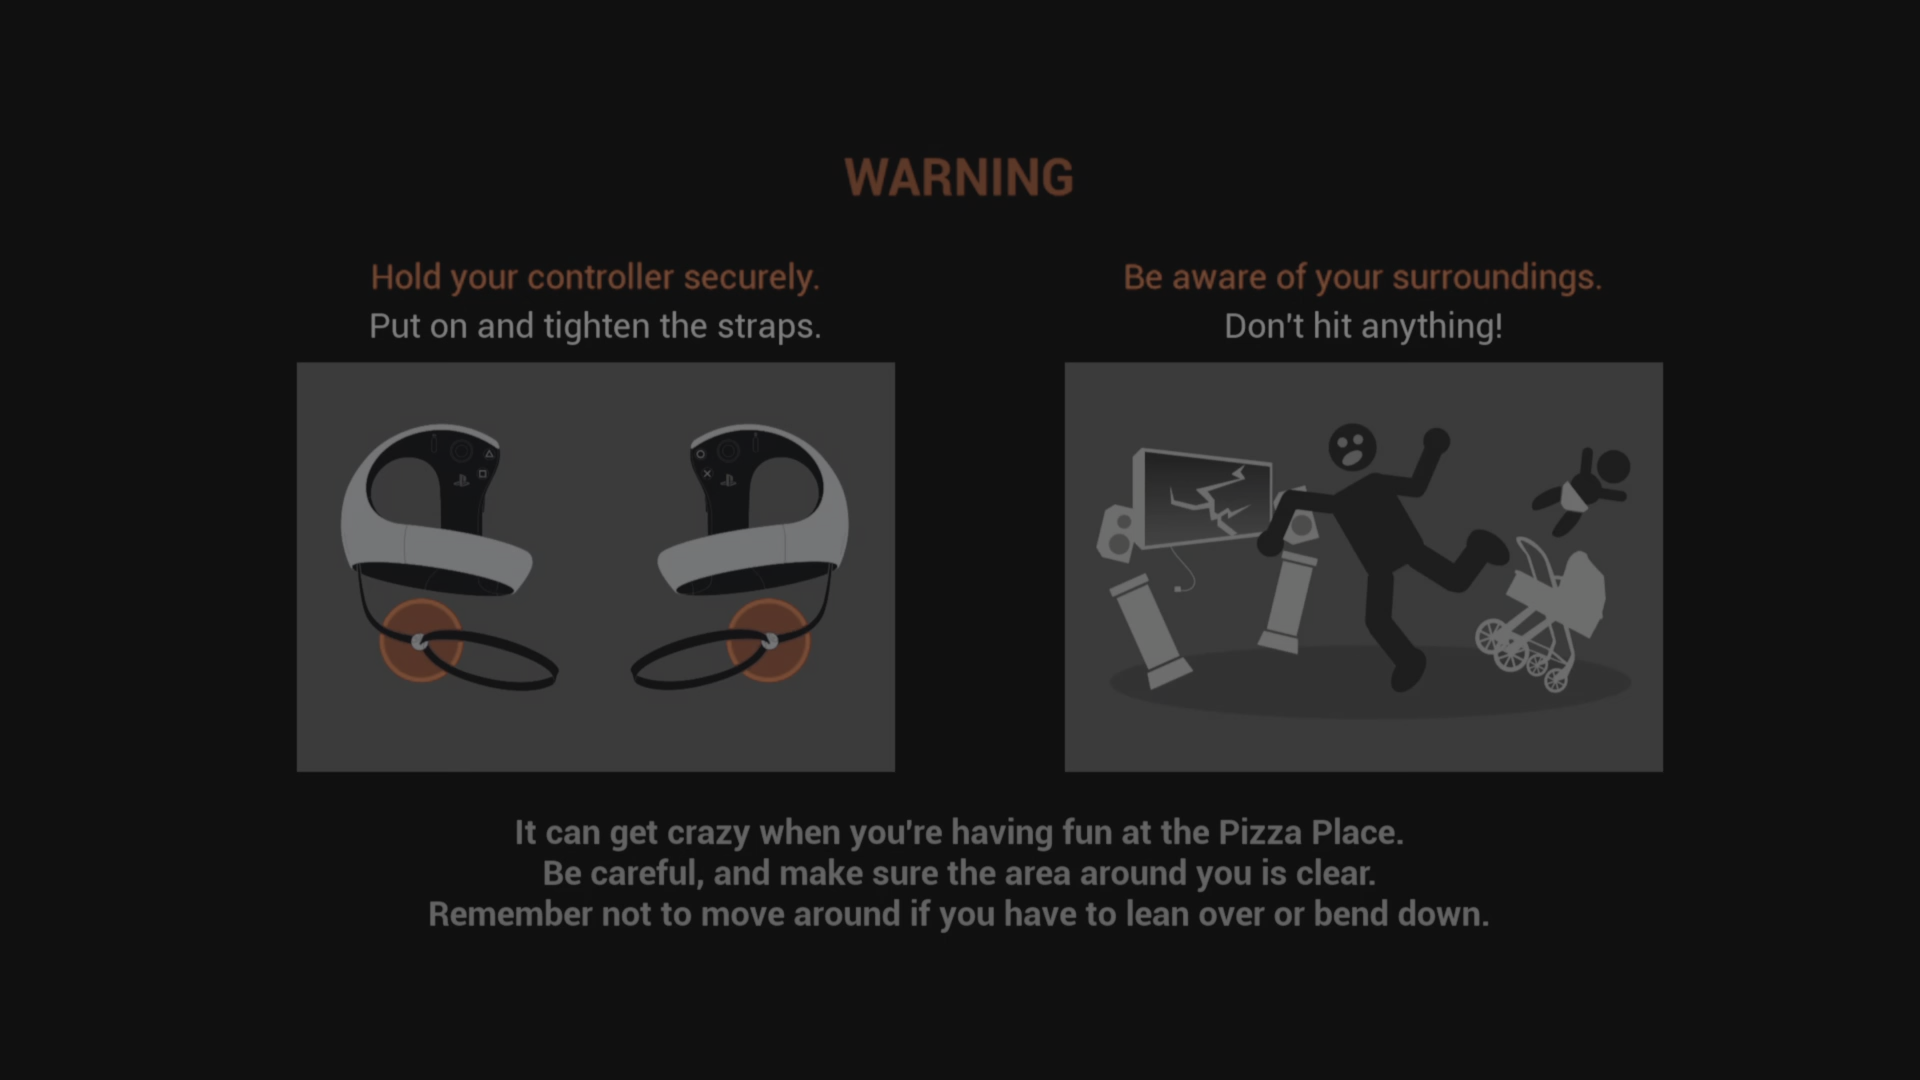 WARNING
Hold your controller securely.
Put on and tighten the straps.
Be aware of your surroundings.
Don't hit anything!
It can get crazy when you're having fun at the Pizza Place.
Be careful, and make sure the area around you is clear.
Remember not to move around if you have to lean over or bend down.